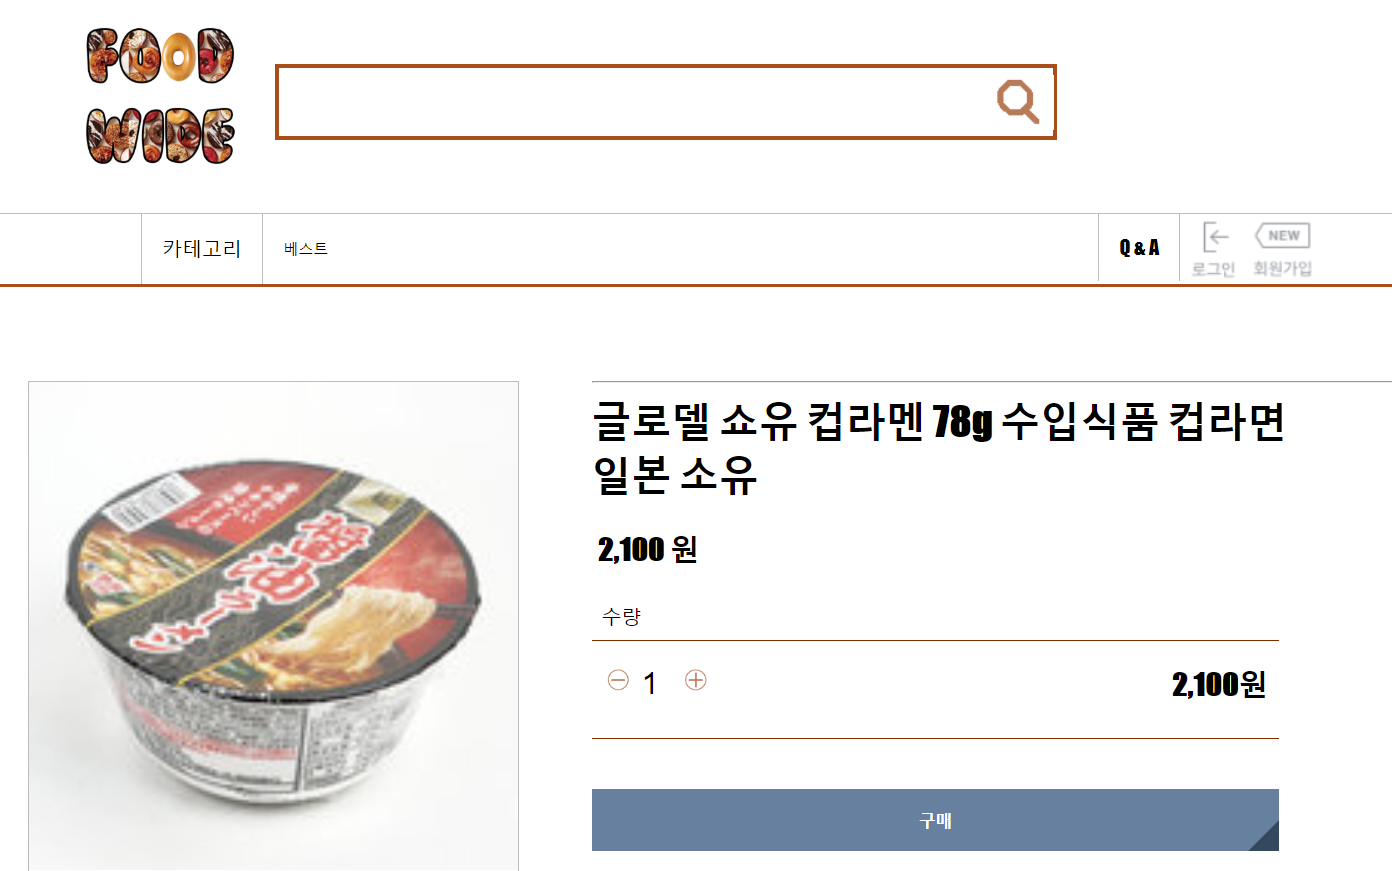 FOOD
WIDE
카테고리
베스트
Q & A
NEW
로그인
회원가입
글로델 쇼유 컵라멘 78g 수입식품 컵라면
일본 소유
2,100 원
수량
1
2,100원
구매
醤油
ラーメン